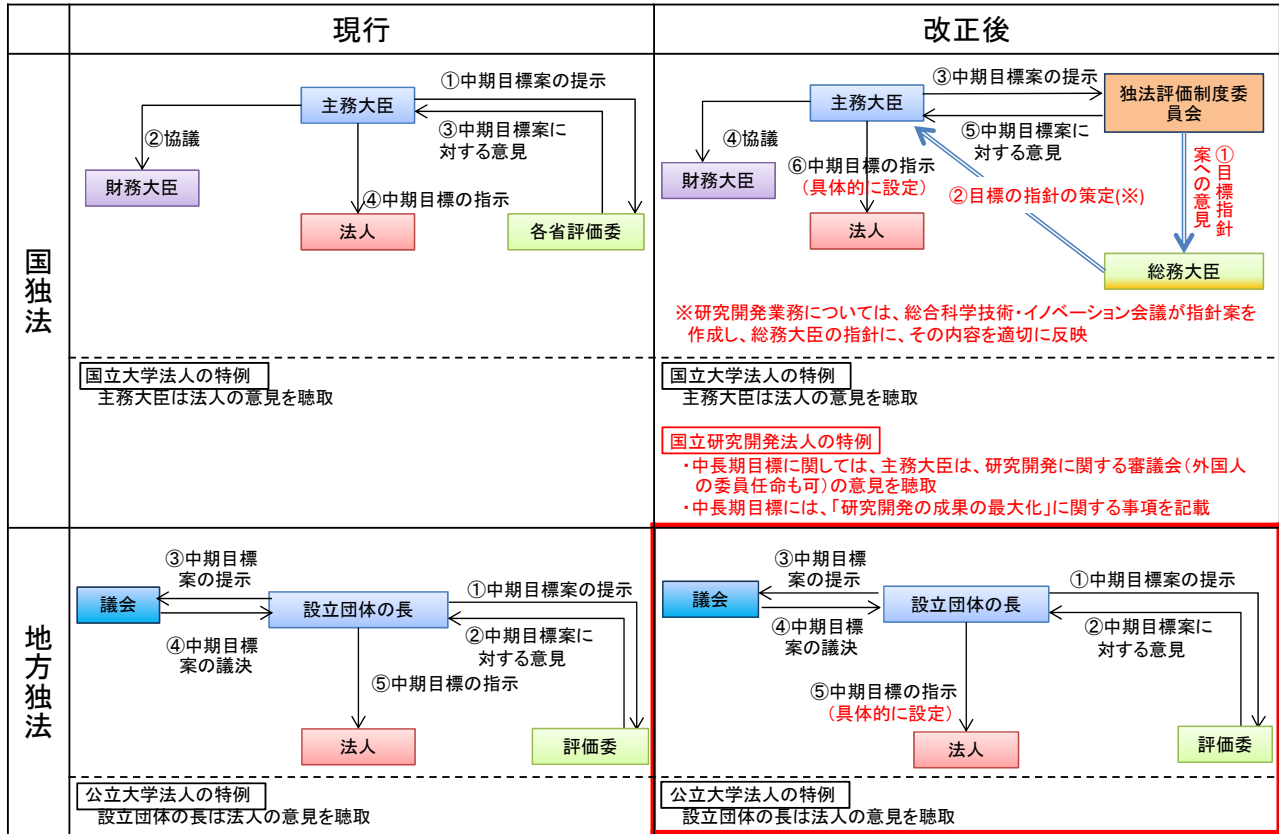 現行
改正後
国独法
①中期目標案の提示
主務大臣
②協議
③中期目標案に
対する意見
財務大臣
④中期目標の指示
法人
各省評価委
国立大学法人の特例
主務大臣は法人の意見を聴取
③中期目標案の提示
主務大臣
独法評価制度委
員会
④協議
⑤中期目標案に
対する意見
⑥中期目標の指示
(具体的に設定)
財務大臣
②目標の指針の策定(※)
①目標指針
案への意見
法人
総務大臣
※研究開発業務については、総合科学技術・イノベーション会議が指針案を
作成し、総務大臣の指針に、その内容を適切に反映
国立大学法人の特例
主務大臣は法人の意見を聴取
国立研究開発法人の特例
・中長期目標に関しては、主務大臣は、研究開発に関する審議会(外国人
の委員任命も可)の意見を聴取
・中長期目標には、「研究開発の成果の最大化」に関する事項を記載
地方独法
③中期目標
案の提示
①中期目標案の提示
議会
設立団体の長
④中期目標
案の議決
②中期目標案に
対する意見
⑤中期目標の指示
法人
評価委
公立大学法人の特例
設立団体の長は法人の意見を聴取
③中期目標
案の提示
①中期目標案の提示
議会
設立団体の長
④中期目標
案の議決
②中期目標案に
対する意見
⑤中期目標の指示
(具体的に設定)
法人
評価委
公立大学法人の特例
設立団体の長は法人の意見を聴取